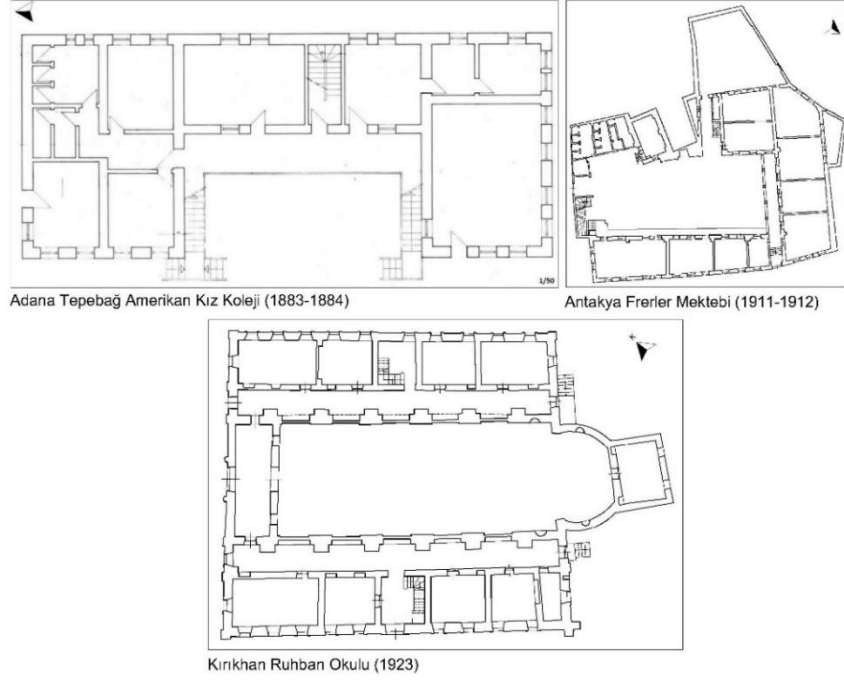 1/50
Adana Tepebağ Amerikan Kız Koleji (1883-1884)
Antakya Frerler Mektebi (1911-1912)
Kırıkhan Ruhban Okulu (1923)